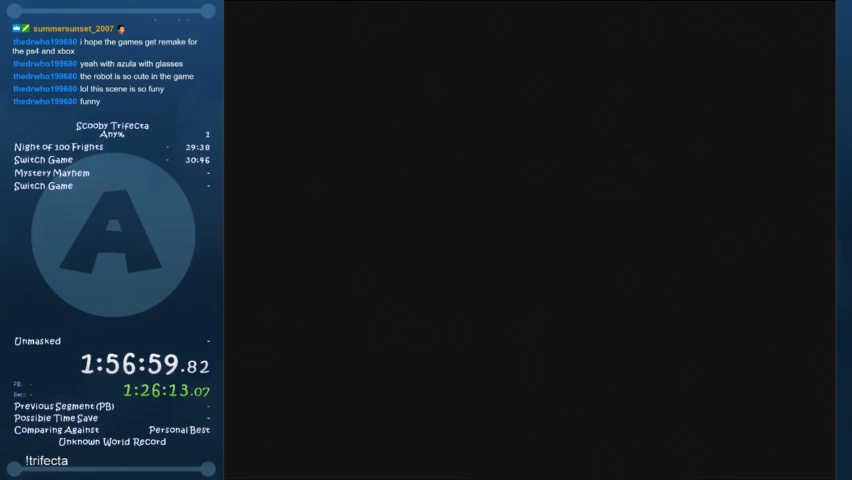 summersunset_2007
thedrwho199680 i hope the games get remake for
the ps4 and xbox
thedrwho199680 yeah with azula with glasses
thedrwho199680 the robot is so cute in the game
thedrwho199680 lol this scene is so funy
thedrwho199680 funny
Scooby Trifecta
Any% 1
Night of 100 Frights - 29:38
Switch Game - 30:46
Mystery Mayhem -
Switch Game -
A
Unmasked -
1:56:59.82
PB: -
Best: -
1:26:13.07
Previous Segment (PB) -
Possible Time Save -
Comparing Against Personal Best
Unknown World Record
!trifecta